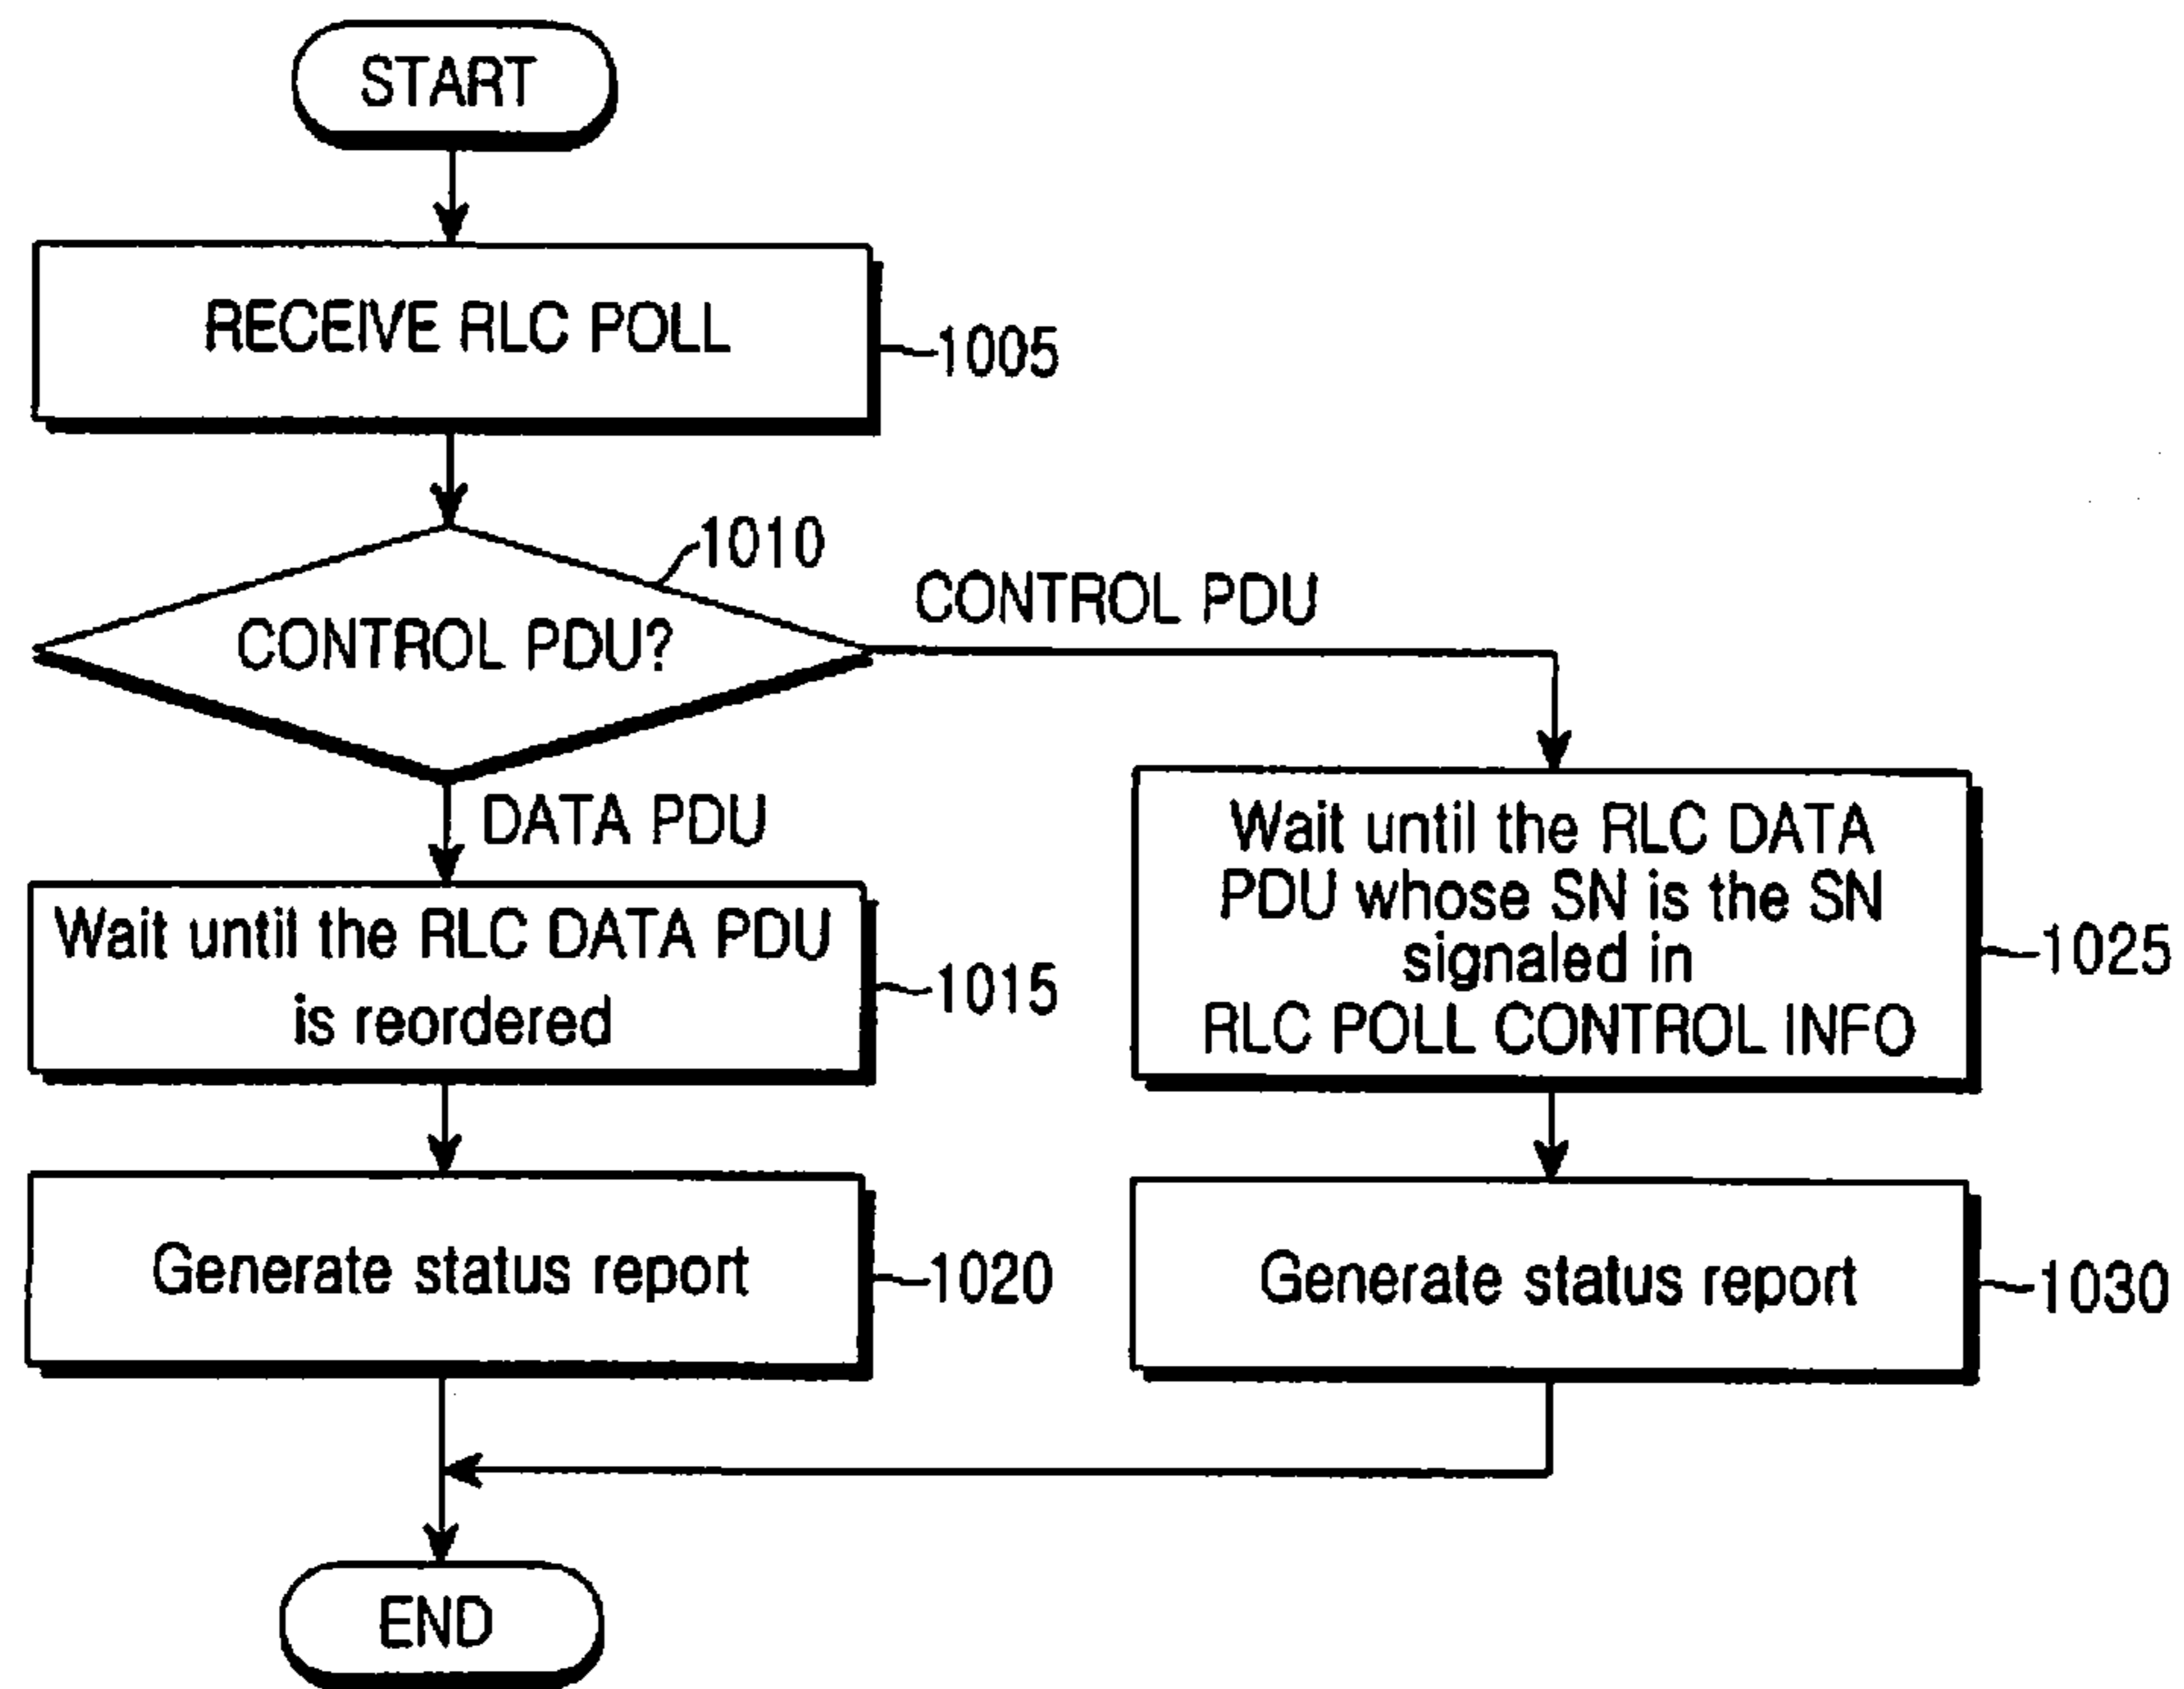 START
RECEIVE RLC POLL
1005
1010
CONTROL PDU?
CONTROL PDU
DATA PDU
Wait until the RLC DATA PDU
is reordered
1015
Wait until the RLC DATA
PDU whose SN is the SN
signaled in
RLC POLL CONTROL INFO
1025
Generate status report
1020
Generate status report
1030
END